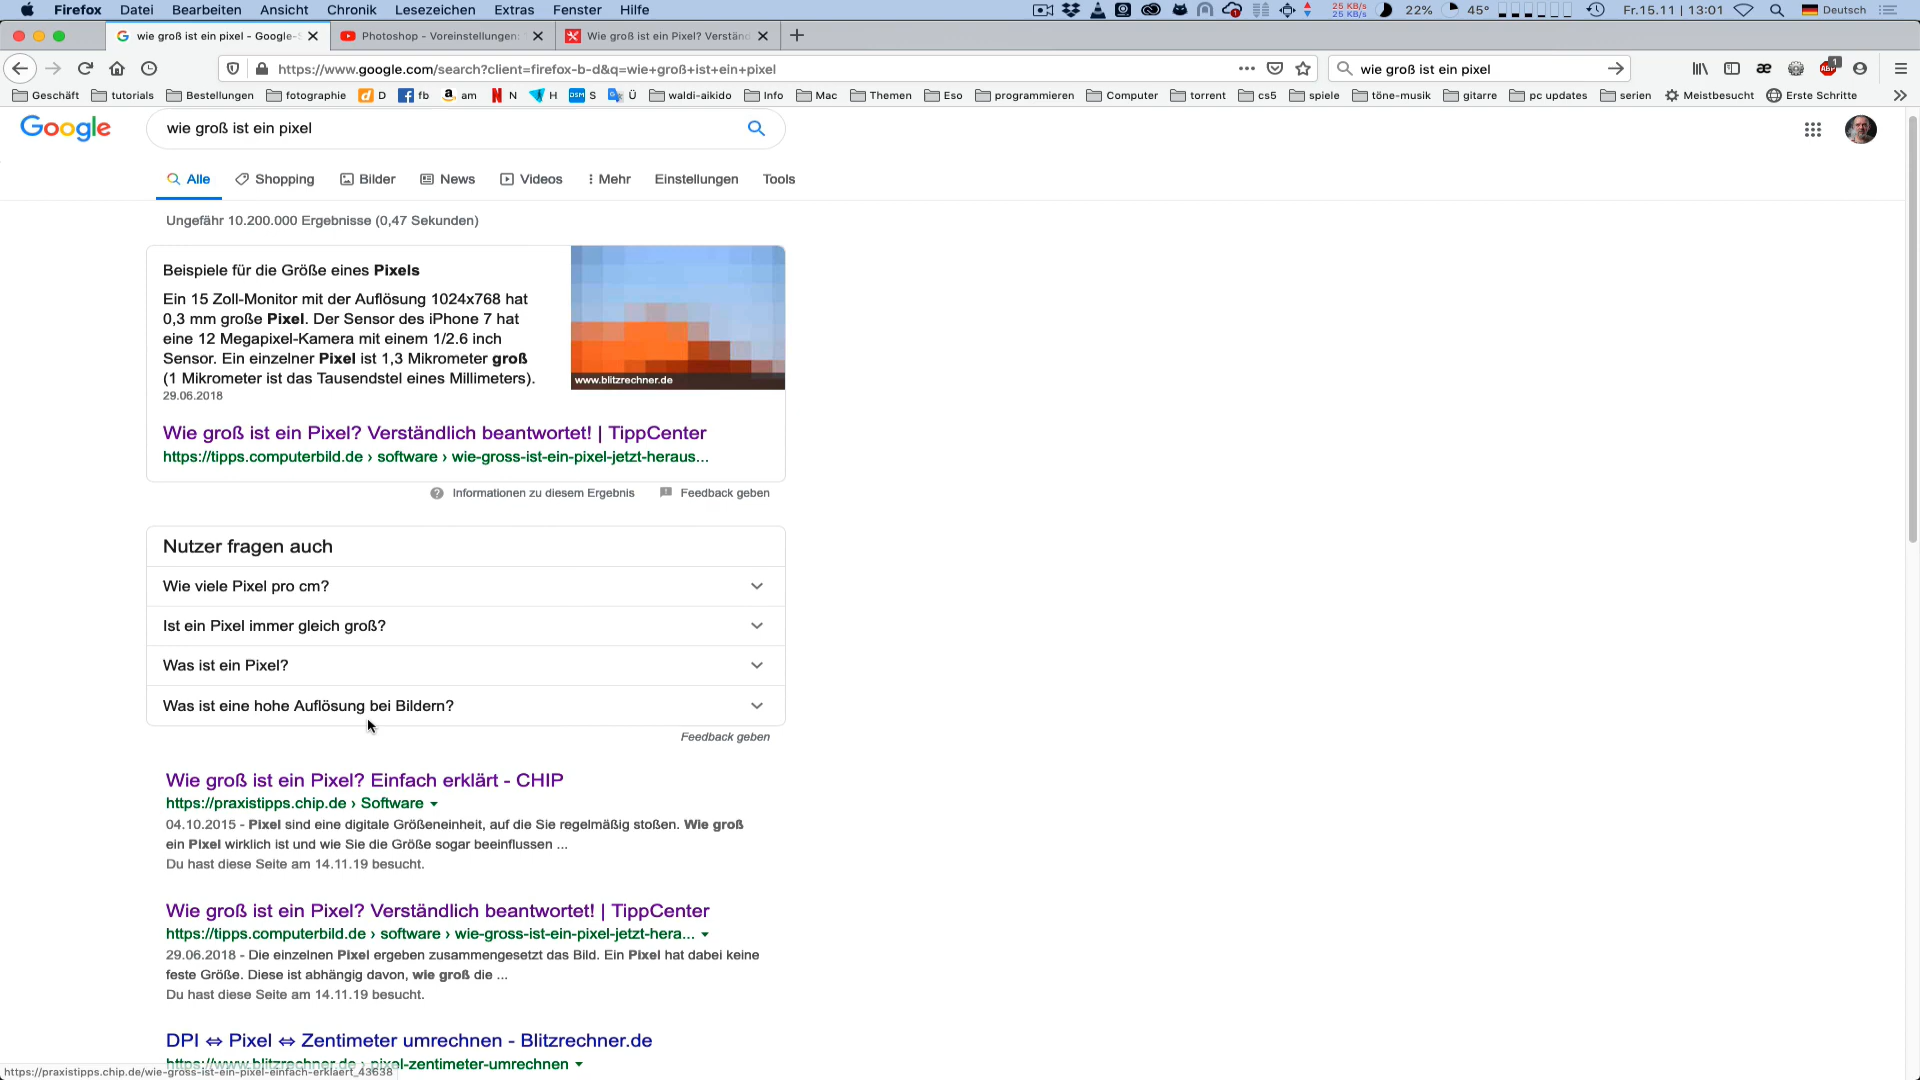 Firefox Datei Bearbeiten Ansicht Chronik Lesezeichen Extras Fenster Hilfe 25 KB/s 25 KB/s 22% 45° Fr.15.11 | 13:01 Deutsch
wie groß ist ein pixel - Google-S Photoshop - Voreinstellungen: Wie groß ist ein Pixel? Verständ
https://www.google.com/search?client=firefox-b-d&q=wie+groß+ist+ein+pixel wie groß ist ein pixel
Geschäft tutorials Bestellungen fotographie D fb am N H S Ü waldi-aikido Info Mac Themen Eso programmieren Computer torrent cs5 spiele töne-musik gitarre pc updates serien Meistbesucht Erste Schritte
Google wie groß ist ein pixel
Alle Shopping Bilder News Videos Mehr Einstellungen Tools
Ungefähr 10.200.000 Ergebnisse (0,47 Sekunden)
Beispiele für die Größe eines Pixels
Ein 15 Zoll-Monitor mit der Auflösung 1024x768 hat
0,3 mm große Pixel. Der Sensor des iPhone 7 hat
eine 12 Megapixel-Kamera mit einem 1/2.6 inch
Sensor. Ein einzelner Pixel ist 1,3 Mikrometer groß
(1 Mikrometer ist das Tausendstel eines Millimeters).
www.blitzrechner.de
29.06.2018
Wie groß ist ein Pixel? Verständlich beantwortet! | TippCenter
https://tipps.computerbild.de › software › wie-gross-ist-ein-pixel-jetzt-heraus...
Informationen zu diesem Ergebnis Feedback geben
Nutzer fragen auch
Wie viele Pixel pro cm?
Ist ein Pixel immer gleich groß?
Was ist ein Pixel?
Was ist eine hohe Auflösung bei Bildern?
Feedback geben
Wie groß ist ein Pixel? Einfach erklärt - CHIP
https://praxistipps.chip.de › Software
04.10.2015 - Pixel sind eine digitale Größeneinheit, auf die Sie regelmäßig stoßen. Wie groß
ein Pixel wirklich ist und wie Sie die Größe sogar beeinflussen ...
Du hast diese Seite am 14.11.19 besucht.
Wie groß ist ein Pixel? Verständlich beantwortet! | TippCenter
https://tipps.computerbild.de › software › wie-gross-ist-ein-pixel-jetzt-hera...
29.06.2018 - Die einzelnen Pixel ergeben zusammengesetzt das Bild. Ein Pixel hat dabei keine
feste Größe. Diese ist abhängig davon, wie groß die ...
Du hast diese Seite am 14.11.19 besucht.
DPI ⇔ Pixel ⇔ Zentimeter umrechnen - Blitzrechner.de
https://www.blitzrechner.de › pixel-zentimeter-umrechnen
https://praxistipps.chip.de/wie-gross-ist-ein-pixel-einfach-erklaert_43638